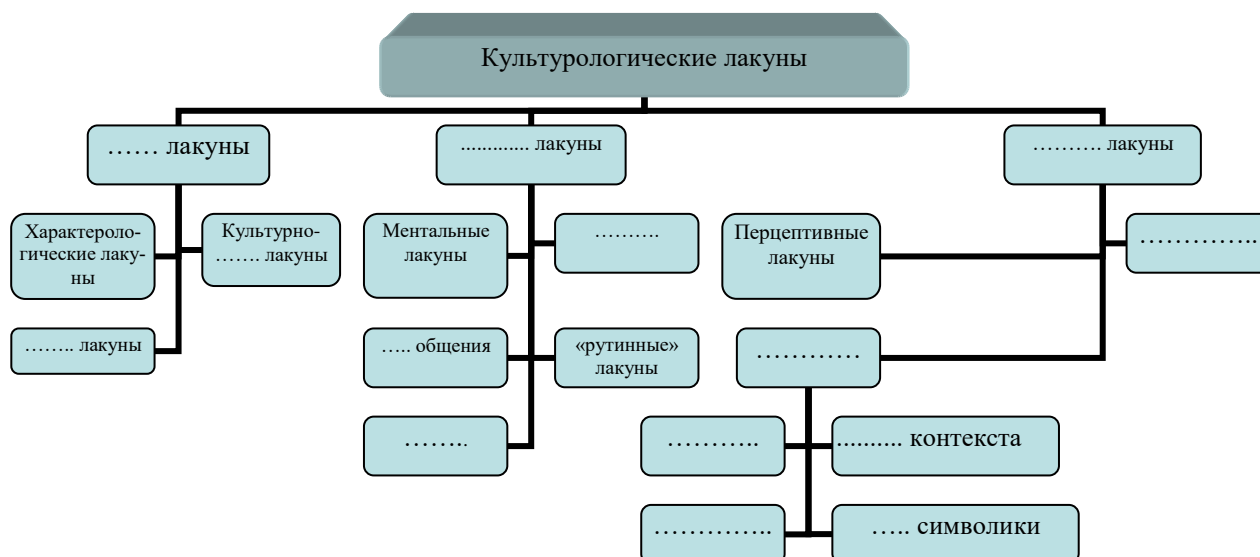 Культурологические лакуны
…… лакуны
............. лакуны
………. лакуны
Характероло-
гические лаку-
ны
Культурно-
……. лакуны
Ментальные
лакуны
……….
Перцептивные
лакуны
…………..
…….. лакуны
….. общения
«рутинные»
лакуны
…………
……..
………..
.......... контекста
…………..
….. символики